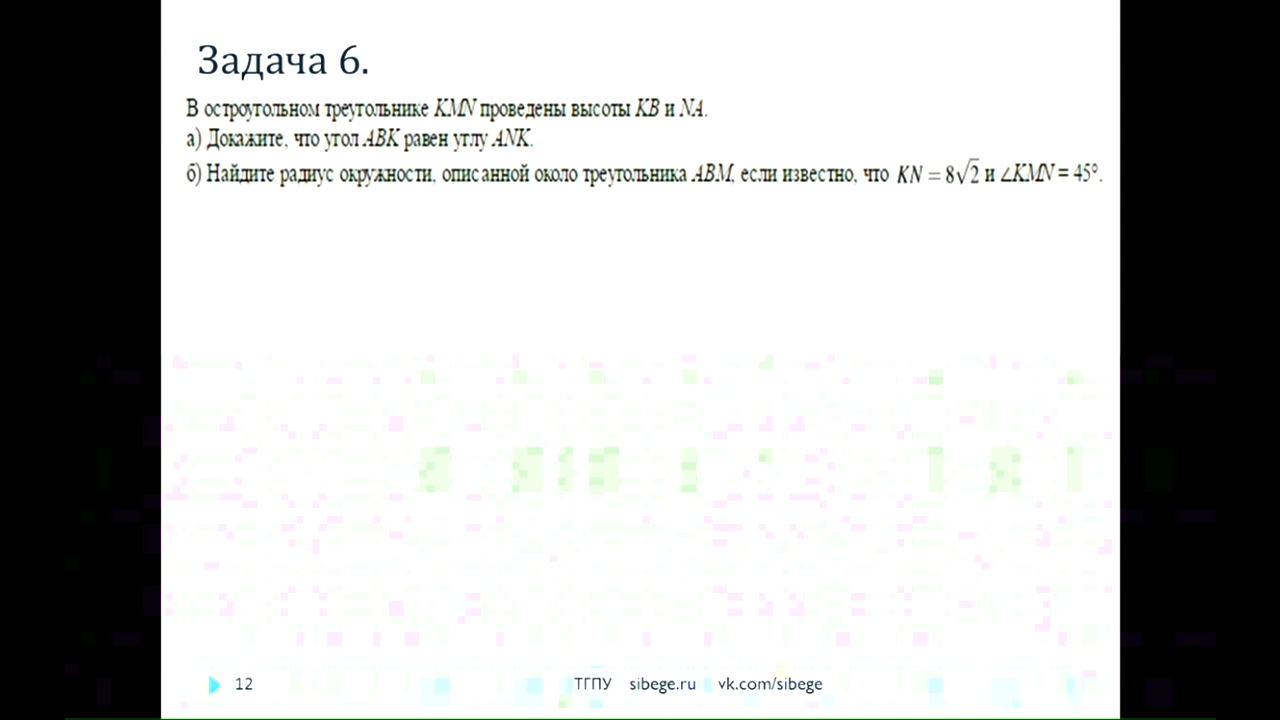 Задача 6.
В остроугольном треугольнике KMN проведены высоты KB и NA.
а) Докажите, что угол ABK равен углу ANK.
б) Найдите радиус окружности, описанной около треугольника ABM, если известно, что KN = 8√2 и ∠KMN = 45°.
12 ТГПУ sibege.ru vk.com/sibege